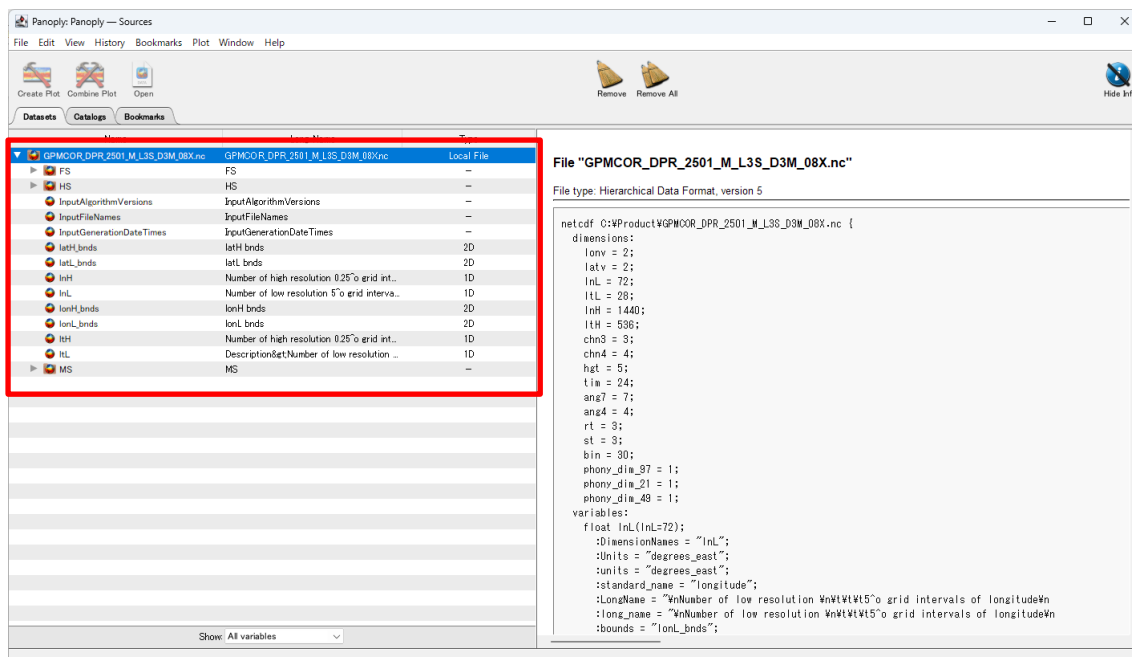 Panoply: Panoply — Sources
File Edit View History Bookmarks Plot Window Help
Create Plot Combine Plot Open Remove Remove All Hide Inf
Datasets Catalogs Bookmarks
GPMCOR_DPR_2501_M_L3S_D3M_08X.nc GPMCOR_DPR_2501_M_L3S_D3M_08X.nc Local File
FS FS —
HS HS —
InputAlgorithmVersions InputAlgorithmVersions —
InputFileNames InputFileNames —
InputGenerationDateTimes InputGenerationDateTimes —
latH_bnds latH bnds 2D
latL_bnds latL bnds 2D
lnH Number of high resolution 0.25^o grid int... 1D
lnL Number of low resolution 5^o grid interva... 1D
lonH_bnds lonH bnds 2D
lonL_bnds lonL bnds 2D
ltH Number of high resolution 0.25^o grid int... 1D
ltL Description&gt;Number of low resolution ... 1D
MS MS —
Show: All variables
File "GPMCOR_DPR_2501_M_L3S_D3M_08X.nc"
File type: Hierarchical Data Format, version 5
netcdf C:¥Product¥GPMCOR_DPR_2501_M_L3S_D3M_08X.nc {
dimensions:
lonv = 2;
latv = 2;
lnL = 72;
ltL = 28;
lnH = 1440;
ltH = 536;
chn3 = 3;
chn4 = 4;
hgt = 5;
tim = 24;
ang7 = 7;
ang4 = 4;
rt = 3;
st = 3;
bin = 30;
phony_dim_97 = 1;
phony_dim_21 = 1;
phony_dim_49 = 1;
variables:
float lnL(lnL=72);
:DimensionNames = "lnL";
:Units = "degrees_east";
:units = "degrees_east";
:standard_name = "longitude";
:LongName = "¥nNumber of low resolution ¥n¥t¥t¥t5^o grid intervals of longitude¥n
:long_name = "¥nNumber of low resolution ¥n¥t¥t¥t5^o grid intervals of longitude¥n
:bounds = "lonL_bnds";